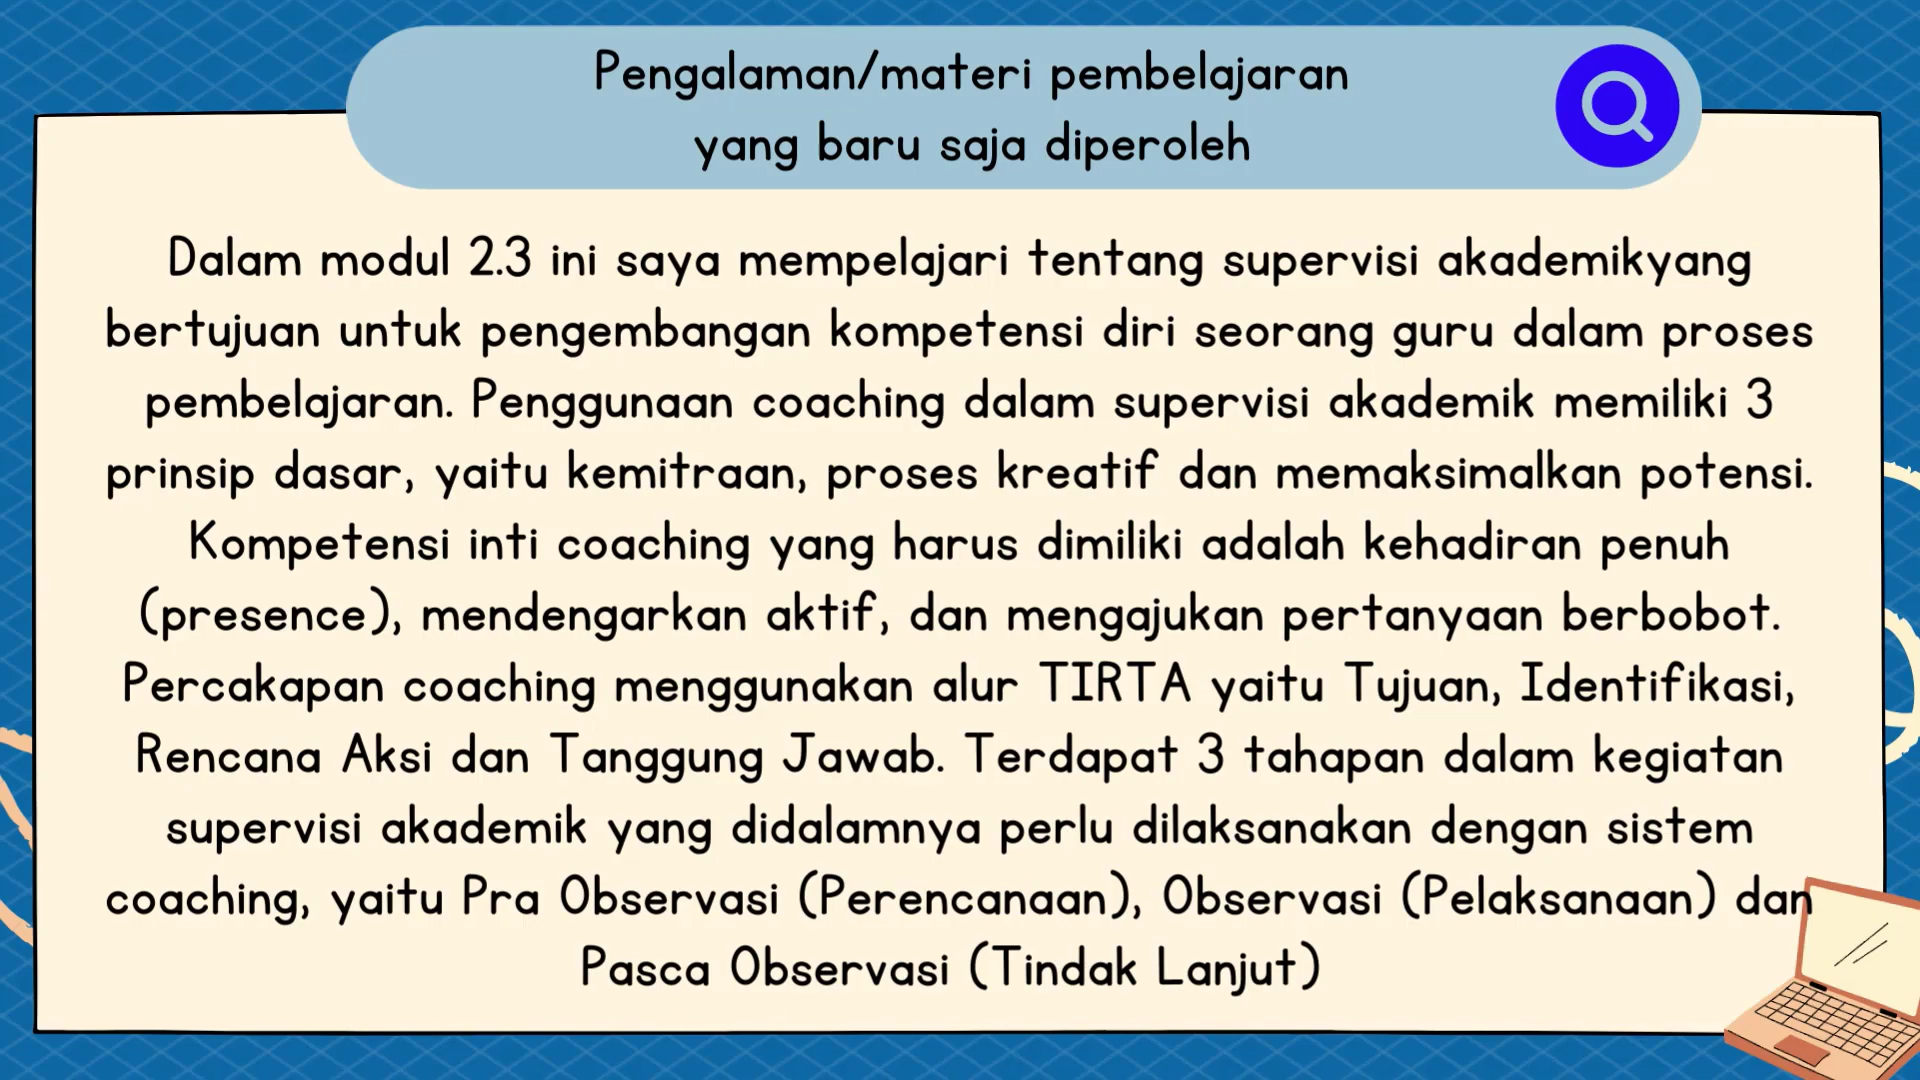 Pengalaman/materi pembelajaran
yang baru saja diperoleh
Dalam modul 2.3 ini saya mempelajari tentang supervisi akademikyang
bertujuan untuk pengembangan kompetensi diri seorang guru dalam proses
pembelajaran. Penggunaan coaching dalam supervisi akademik memiliki 3
prinsip dasar, yaitu kemitraan, proses kreatif dan memaksimalkan potensi.
Kompetensi inti coaching yang harus dimiliki adalah kehadiran penuh
(presence), mendengarkan aktif, dan mengajukan pertanyaan berbobot.
Percakapan coaching menggunakan alur TIRTA yaitu Tujuan, Identifikasi,
Rencana Aksi dan Tanggung Jawab. Terdapat 3 tahapan dalam kegiatan
supervisi akademik yang didalamnya perlu dilaksanakan dengan sistem
coaching, yaitu Pra Observasi (Perencanaan), Observasi (Pelaksanaan) dan
Pasca Observasi (Tindak Lanjut)